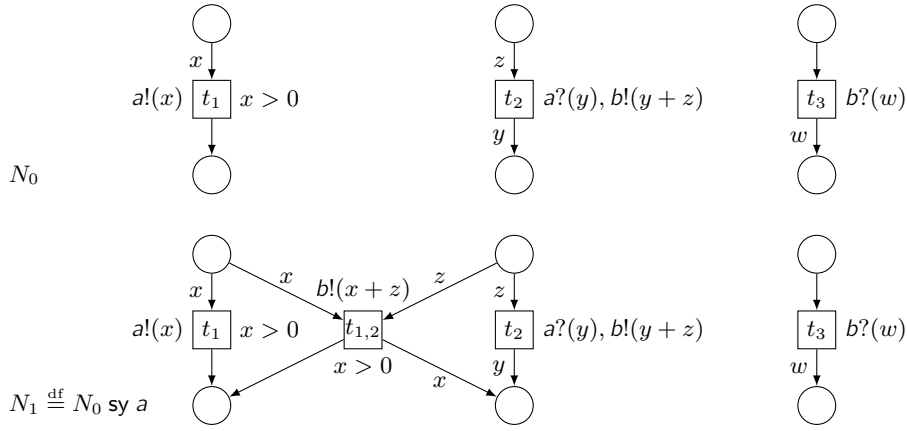 x z
a!(x) t₁ x > 0 t₂ a?(y), b!(y + z) t₃ b?(w)
y w
N₀
x x z z
b!(x + z)
a!(x) t₁ x > 0 t₁,₂ t₂ a?(y), b!(y + z) t₃ b?(w)
x > 0
x y w
N₁ ≝ N₀ sy a